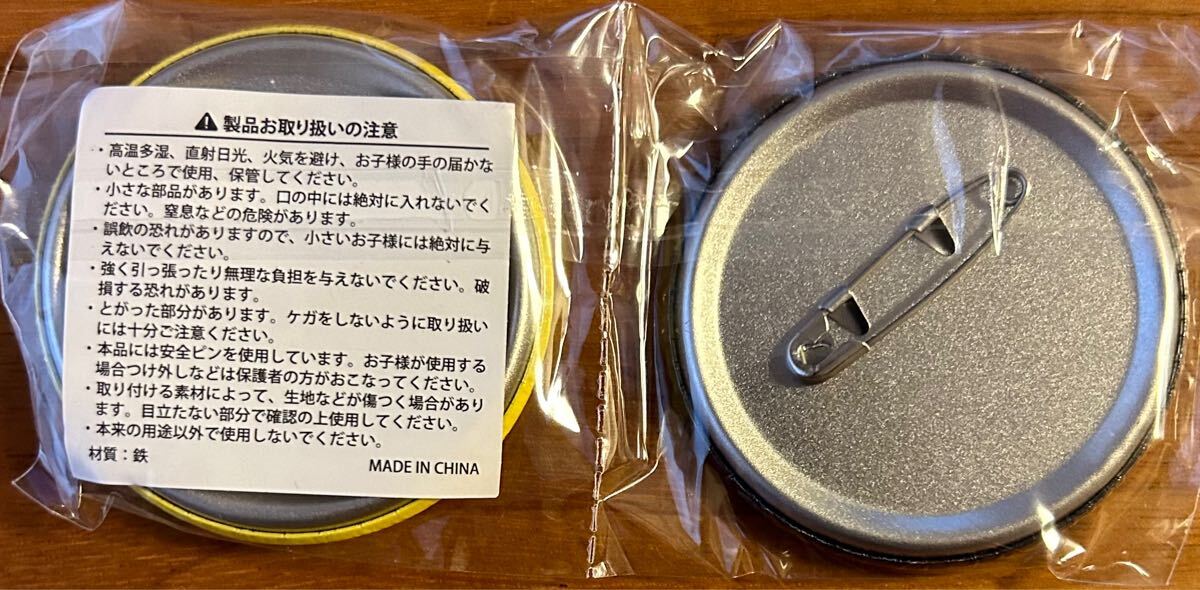 ⚠ 製品お取り扱いの注意
・高温多湿、直射日光、火気を避け、お子様の手の届かな
いところで使用、保管してください。
・小さな部品があります。口の中には絶対に入れないでく
ださい。窒息などの危険があります。
・誤飲の恐れがありますので、小さいお子様には絶対に与
えないでください。
・強く引っ張ったり無理な負担を与えないでください。破
損する恐れがあります。
・とがった部分があります。ケガをしないように取り扱い
には十分ご注意ください。
・本品には安全ピンを使用しています。お子様が使用する
場合つけ外しなどは保護者の方がおこなってください。
・取り付ける素材によって、生地などが傷つく場合があり
ます。目立たない部分で確認の上使用してください。
・本来の用途以外で使用しないでください。
材質：鉄
MADE IN CHINA